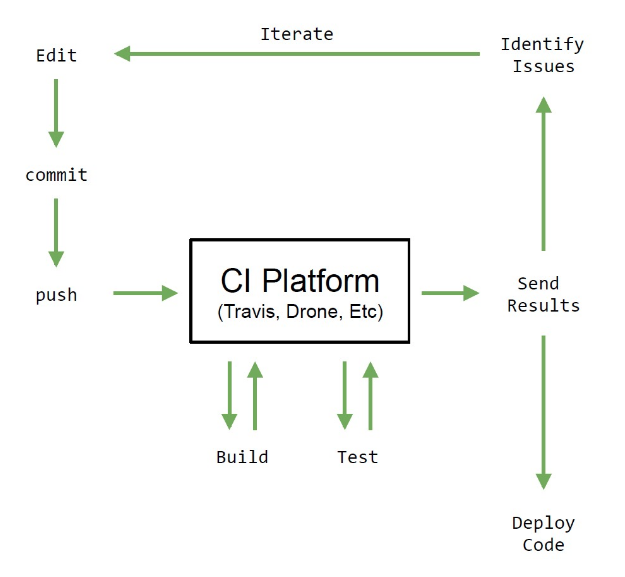 Iterate
Edit
Identify
Issues
commit
push
CI Platform
(Travis, Drone, Etc)
Send
Results
Build
Test
Deploy
Code